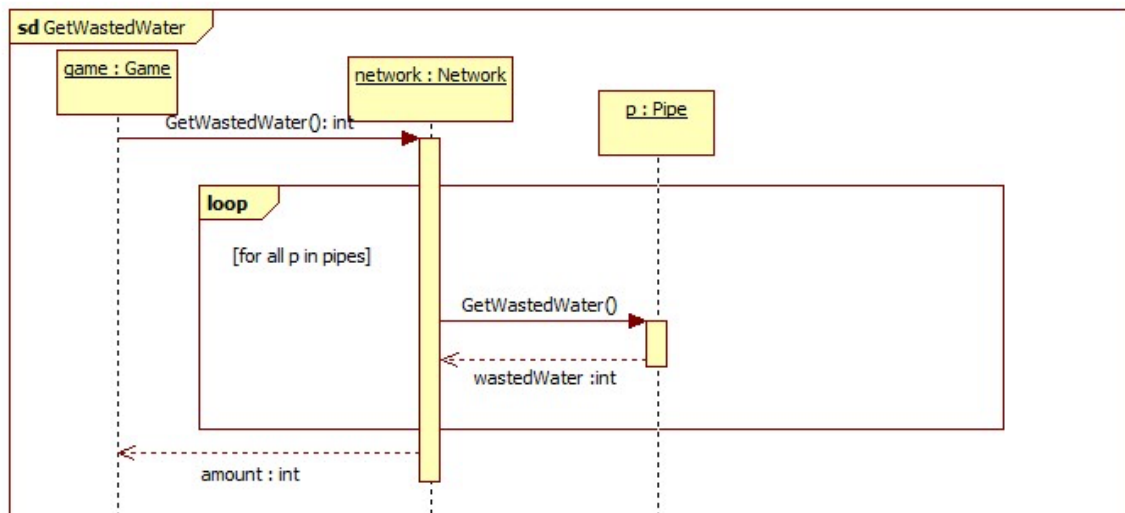 sd GetWastedWater
game : Game
network : Network
p : Pipe
GetWastedWater(): int
loop
[for all p in pipes]
GetWastedWater()
wastedWater :int
amount : int